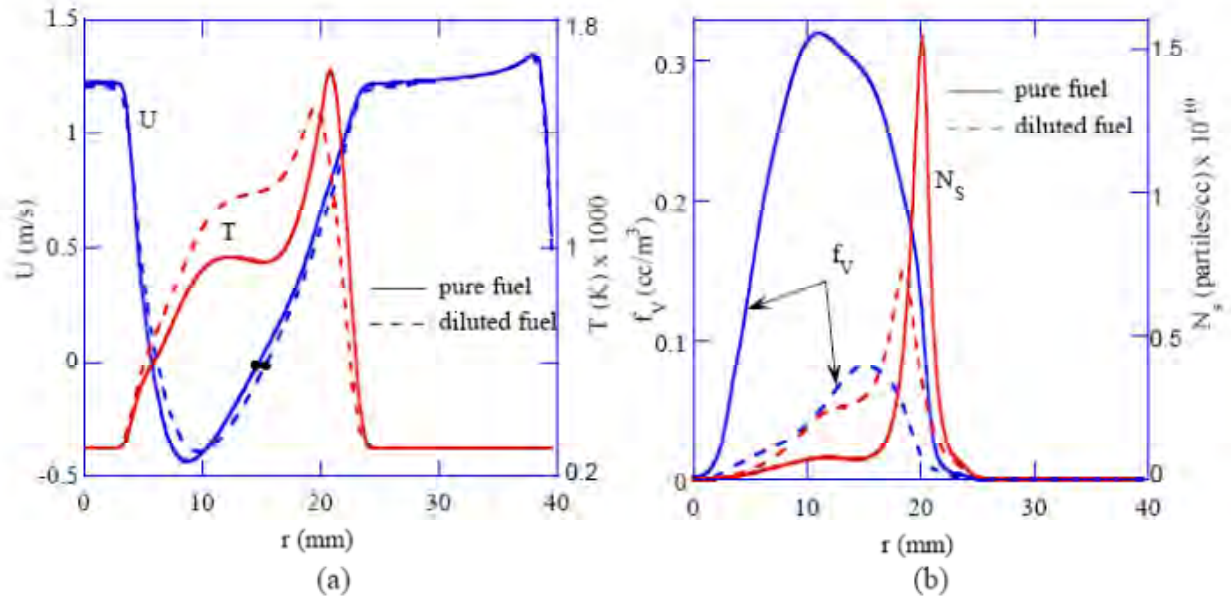 1.5
1
0.5
0
-0.5
U (m/s)
U
T
pure fuel
diluted fuel
1.8
1
0.2
T (K) x 1000
0
10
20
30
40
r (mm)
(a)
0.3
0.2
0.1
0
f_V (cc/m³)
pure fuel
diluted fuel
N_S
f_V
1.5
1
0.5
0
N_s (partiles/cc) x 10⁻¹⁰
0
10
20
30
40
r (mm)
(b)